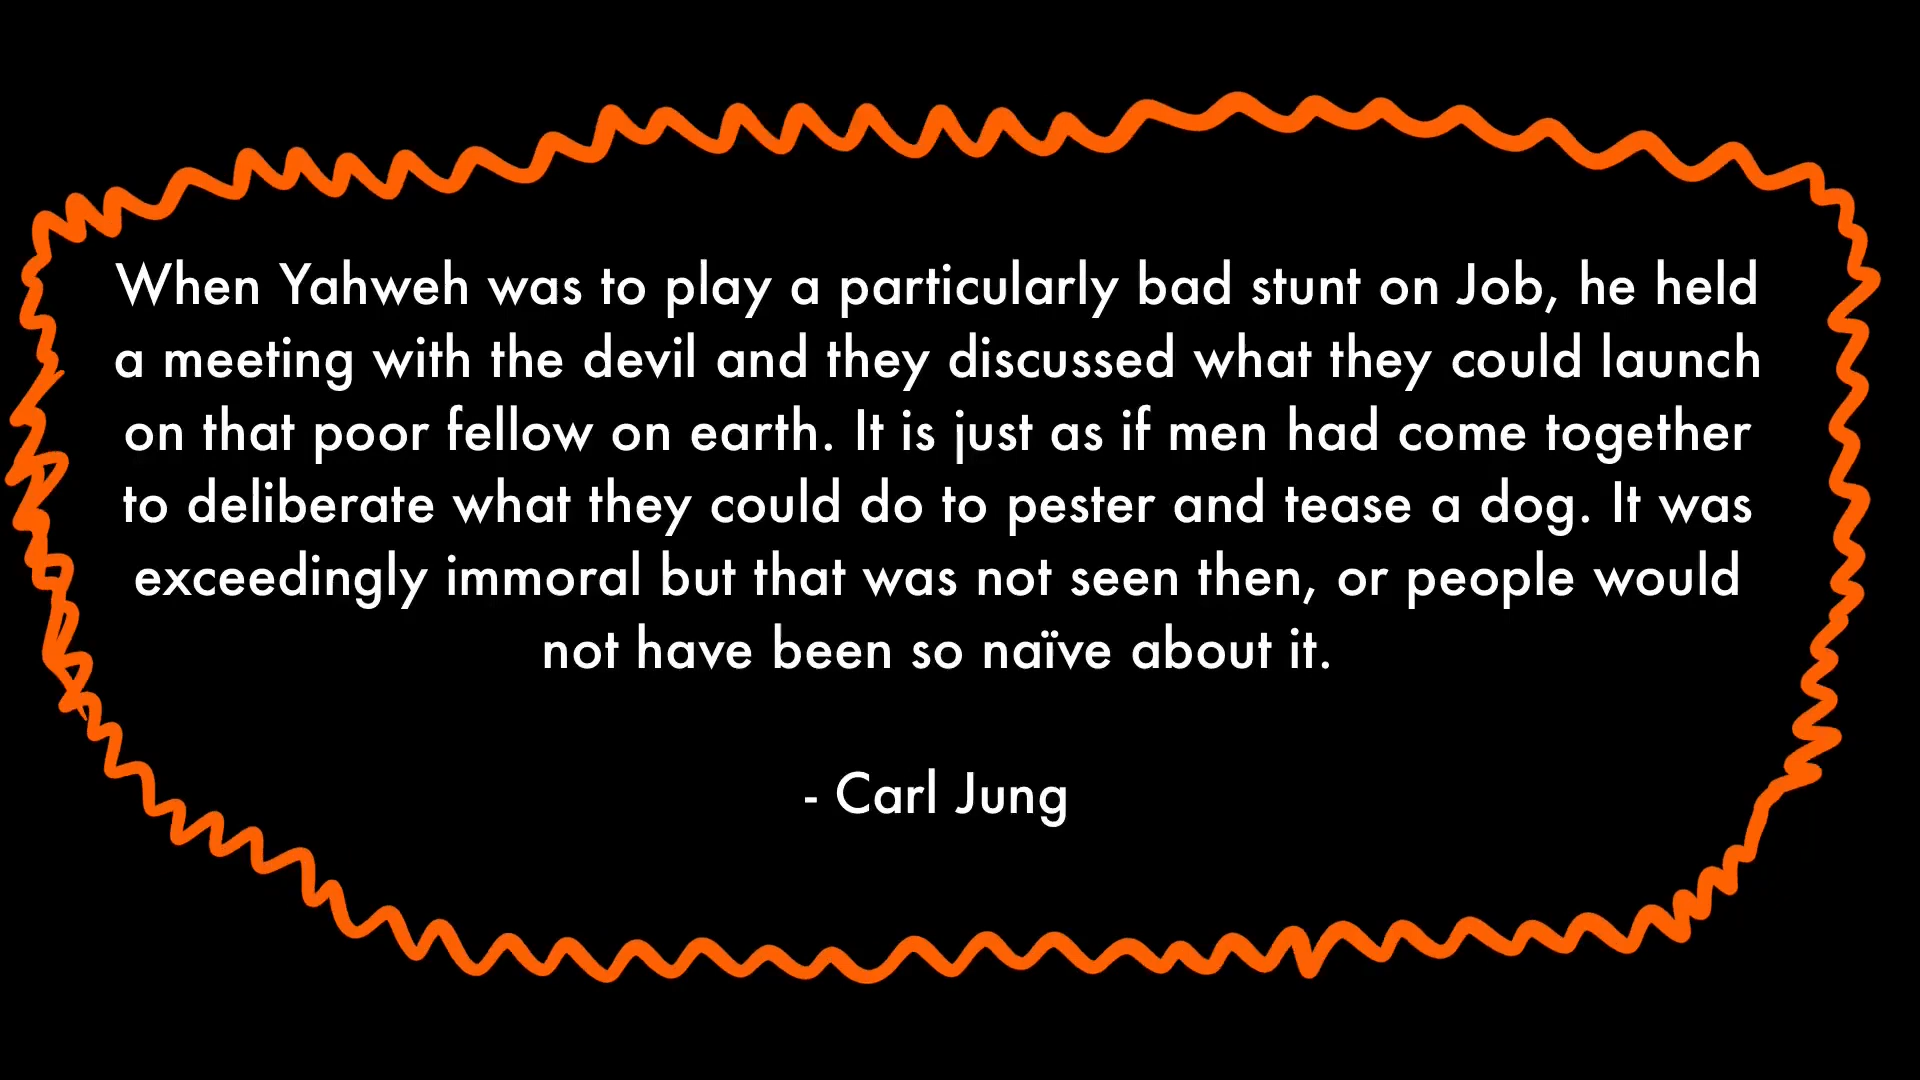 When Yahweh was to play a particularly bad stunt on Job, he held
a meeting with the devil and they discussed what they could launch
on that poor fellow on earth. It is just as if men had come together
to deliberate what they could do to pester and tease a dog. It was
exceedingly immoral but that was not seen then, or people would
not have been so naïve about it.
- Carl Jung